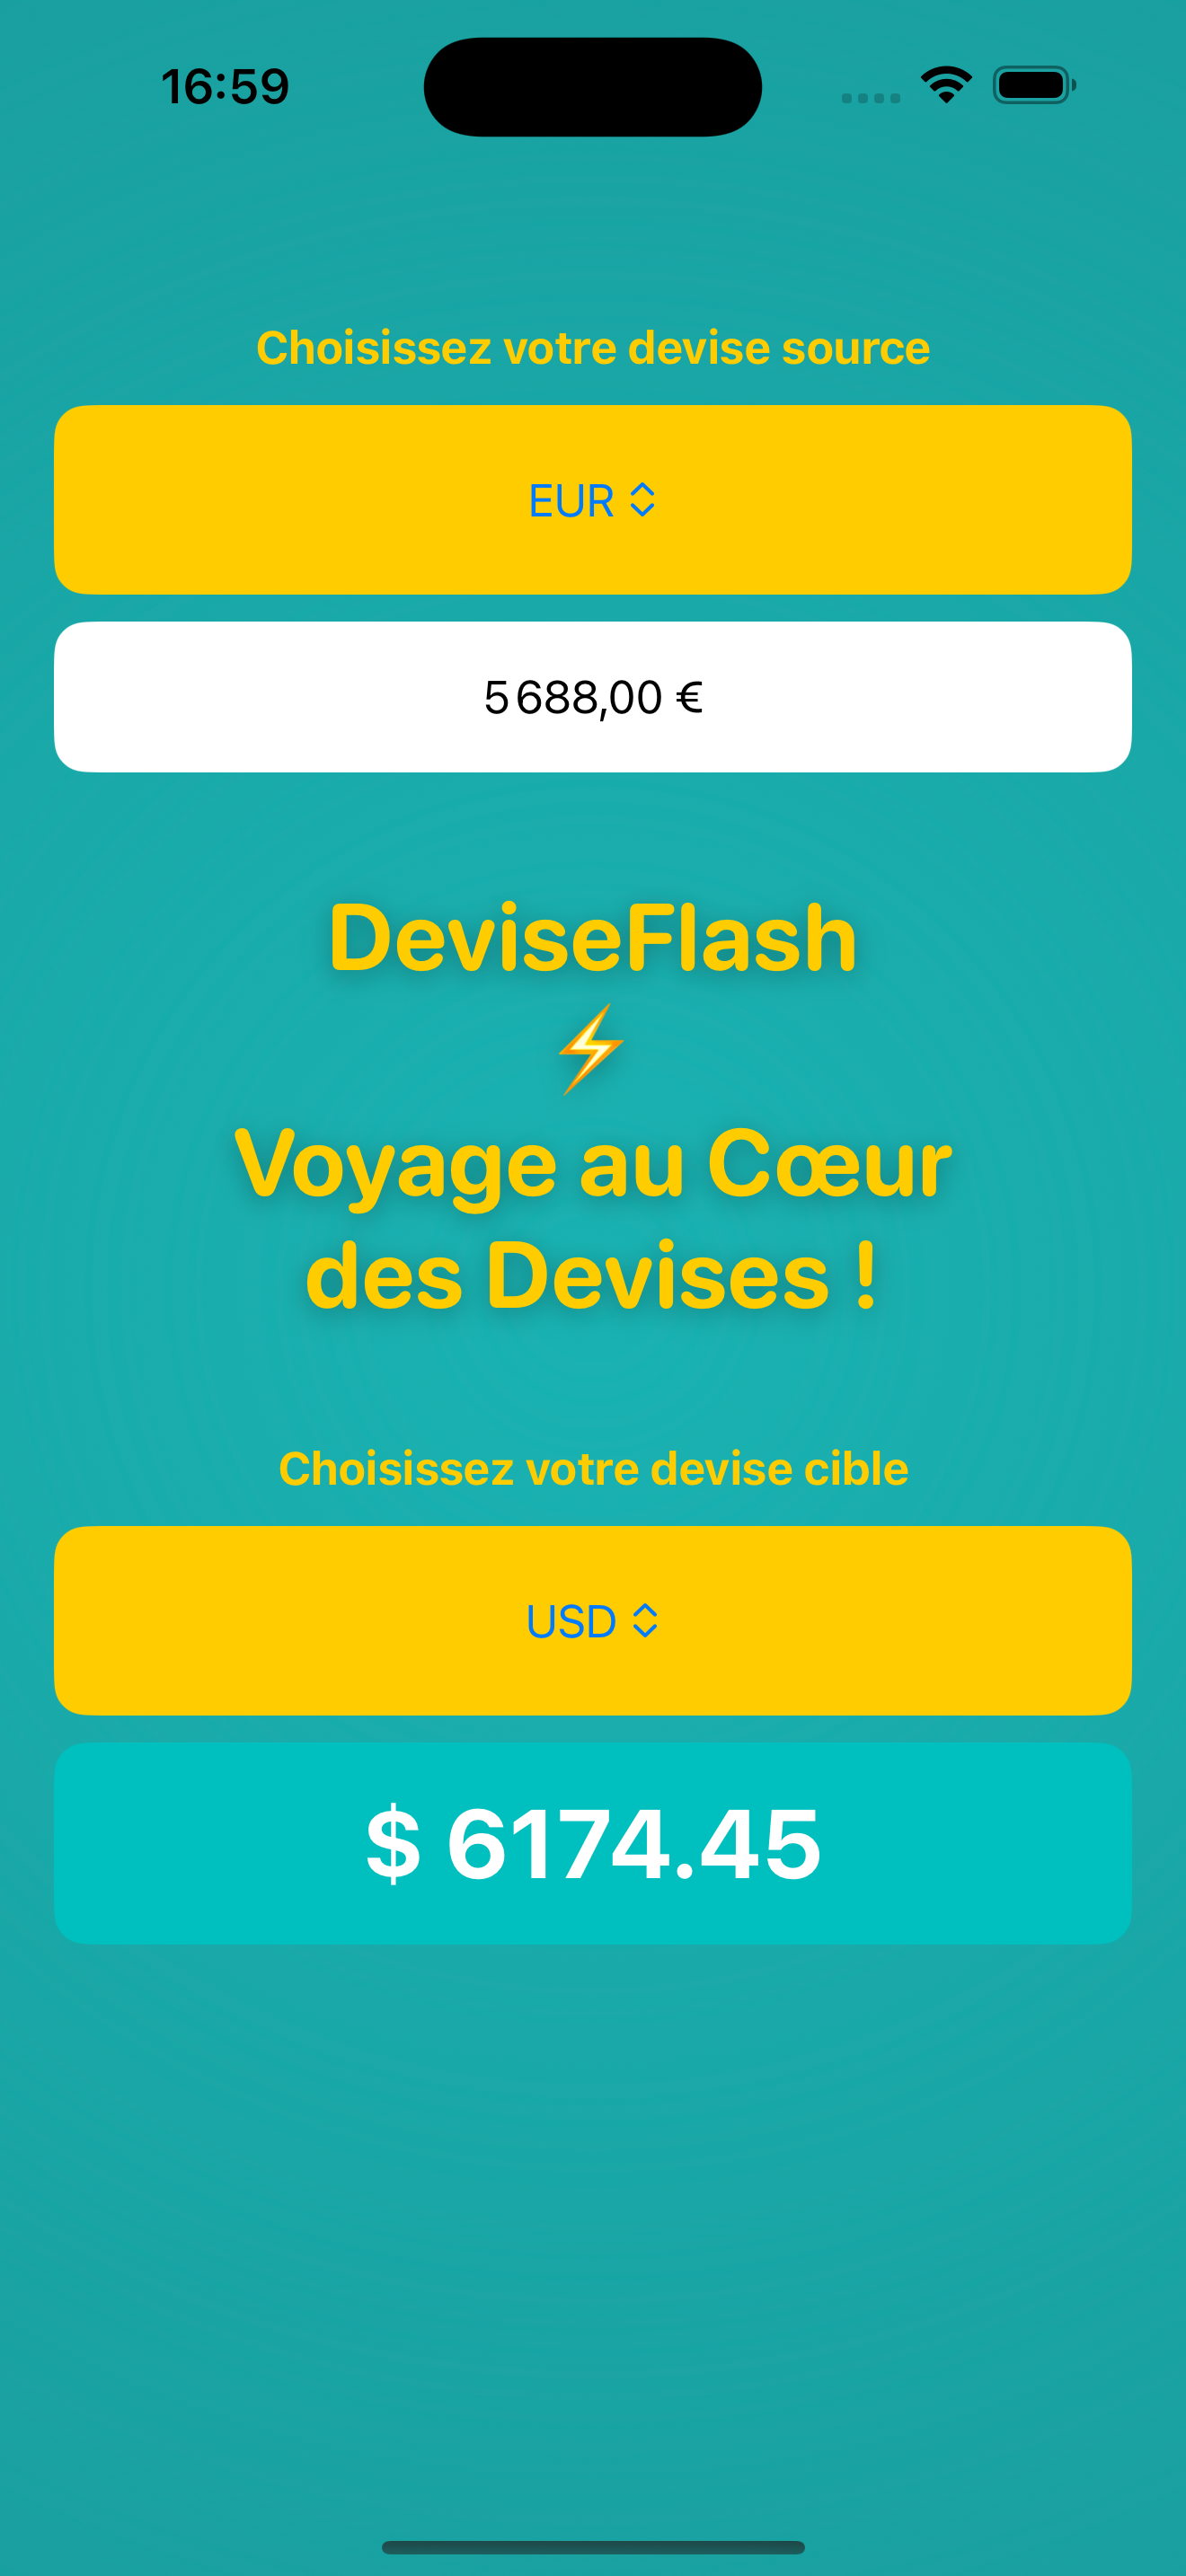 16:59
Choisissez votre devise source
EUR
5 688,00 €
DeviseFlash
⚡
Voyage au Cœur
des Devises !
Choisissez votre devise cible
USD
$ 6174.45